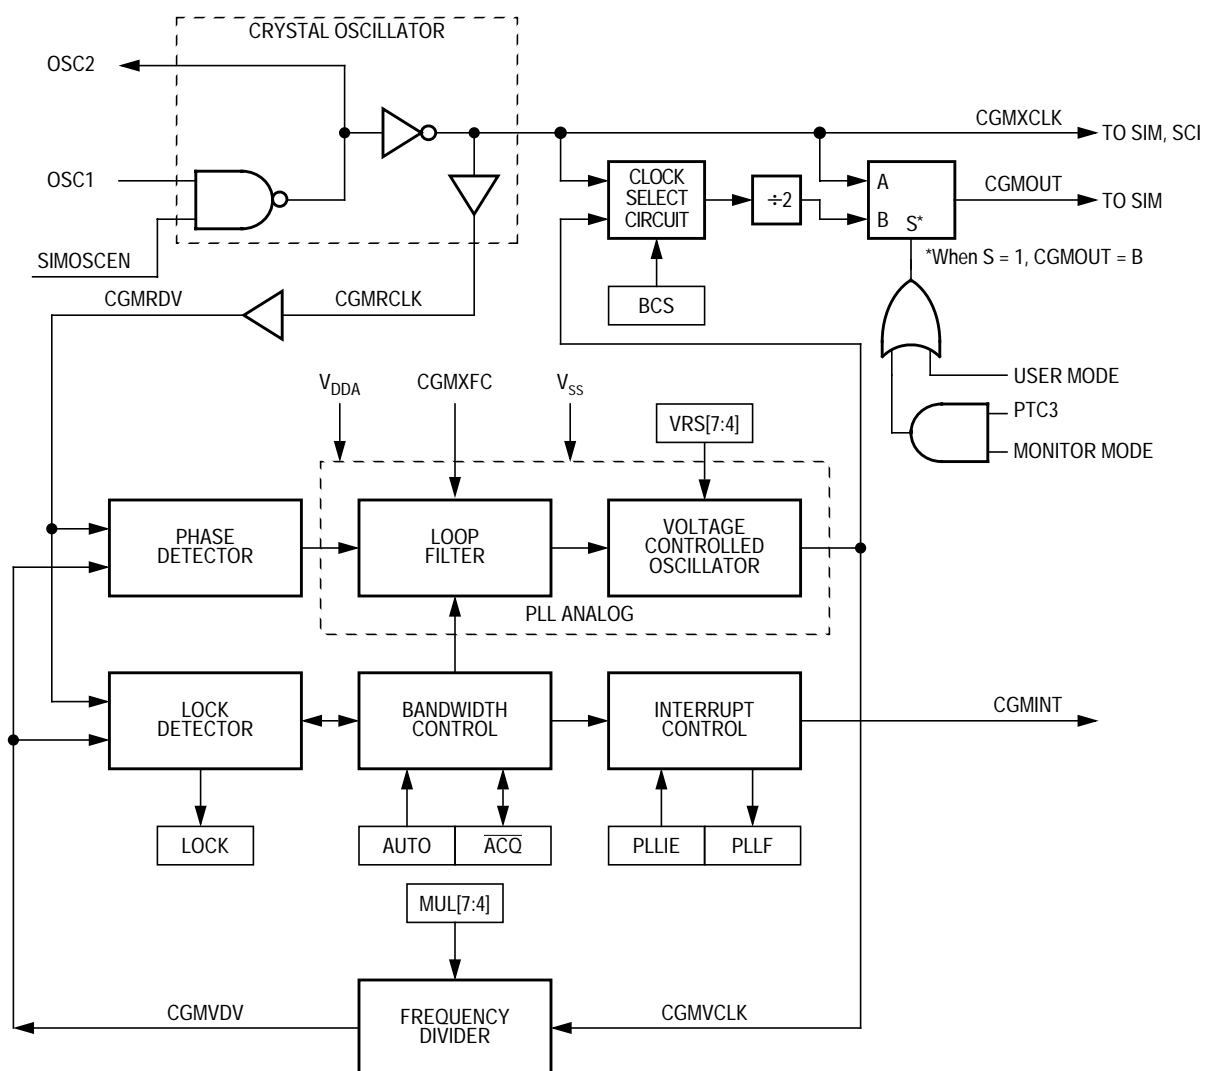 CRYSTAL OSCILLATOR
OSC2
CGMXCLK
TO SIM, SCI
OSC1
CLOCK
SELECT
CIRCUIT
÷2
A
B
S*
CGMOUT
TO SIM
SIMOSCEN
*When S = 1, CGMOUT = B
CGMRDV
CGMRCLK
BCS
USER MODE
PTC3
MONITOR MODE
VDDA
CGMXFC
VSS
VRS[7:4]
PHASE
DETECTOR
LOOP
FILTER
VOLTAGE
CONTROLLED
OSCILLATOR
PLL ANALOG
LOCK
DETECTOR
BANDWIDTH
CONTROL
INTERRUPT
CONTROL
CGMINT
LOCK
AUTO
ACQ
PLLIE
PLLF
MUL[7:4]
CGMVDV
FREQUENCY
DIVIDER
CGMVCLK